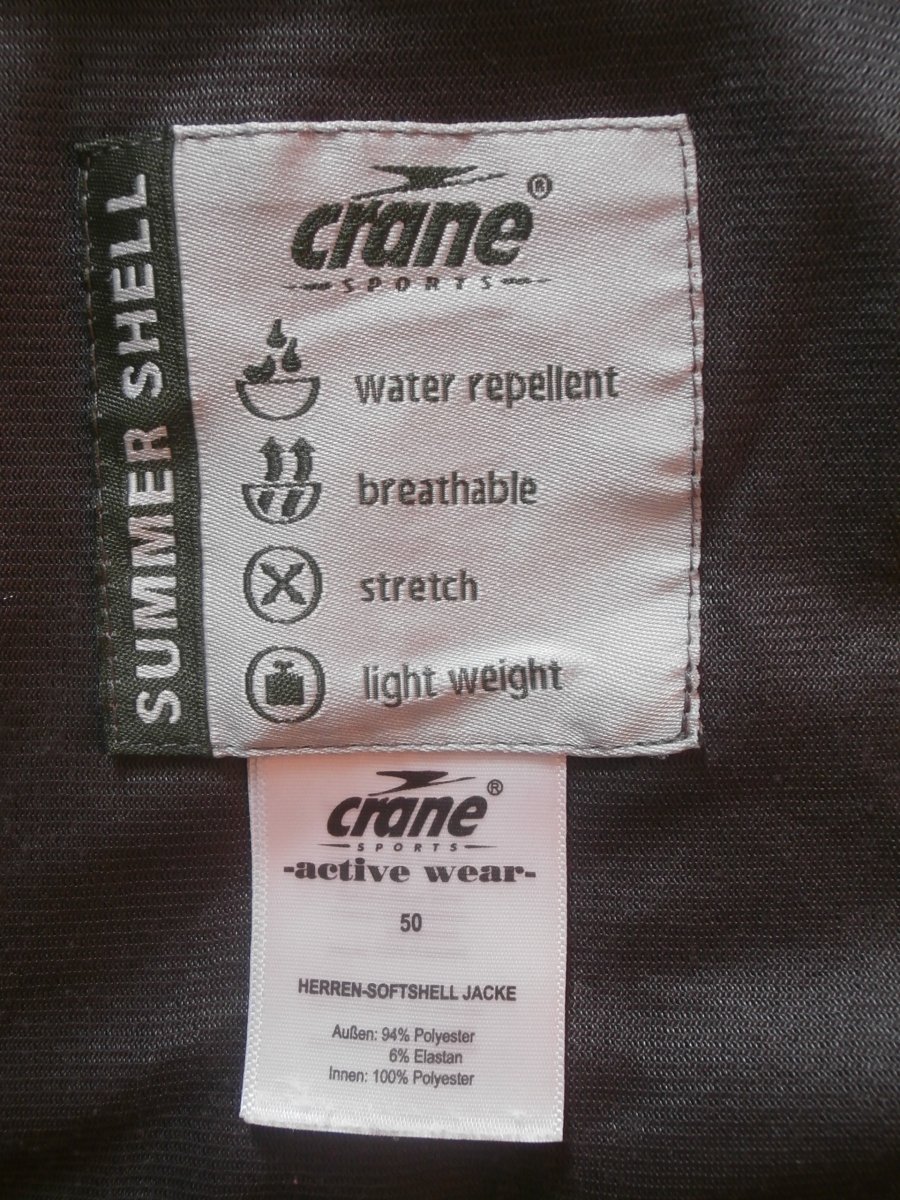 SUMMER SHELL
crane®
SPORTS
water repellent
breathable
stretch
light weight
crane®
SPORTS
-active wear-
50
HERREN-SOFTSHELL JACKE
Außen: 94% Polyester
6% Elastan
Innen: 100% Polyester